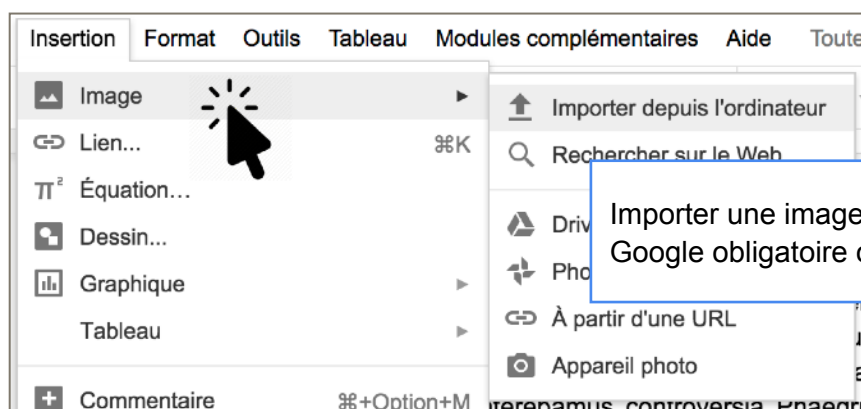 Insertion Format Outils Tableau Modules complémentaires Aide
Image
Lien... ⌘K
π² Équation...
Dessin...
Graphique
Tableau
Commentaire ⌘+Option+M
Importer depuis l'ordinateur
Rechercher sur le Web
À partir d'une URL
Appareil photo
Importer une image
Google obligatoire
controversia